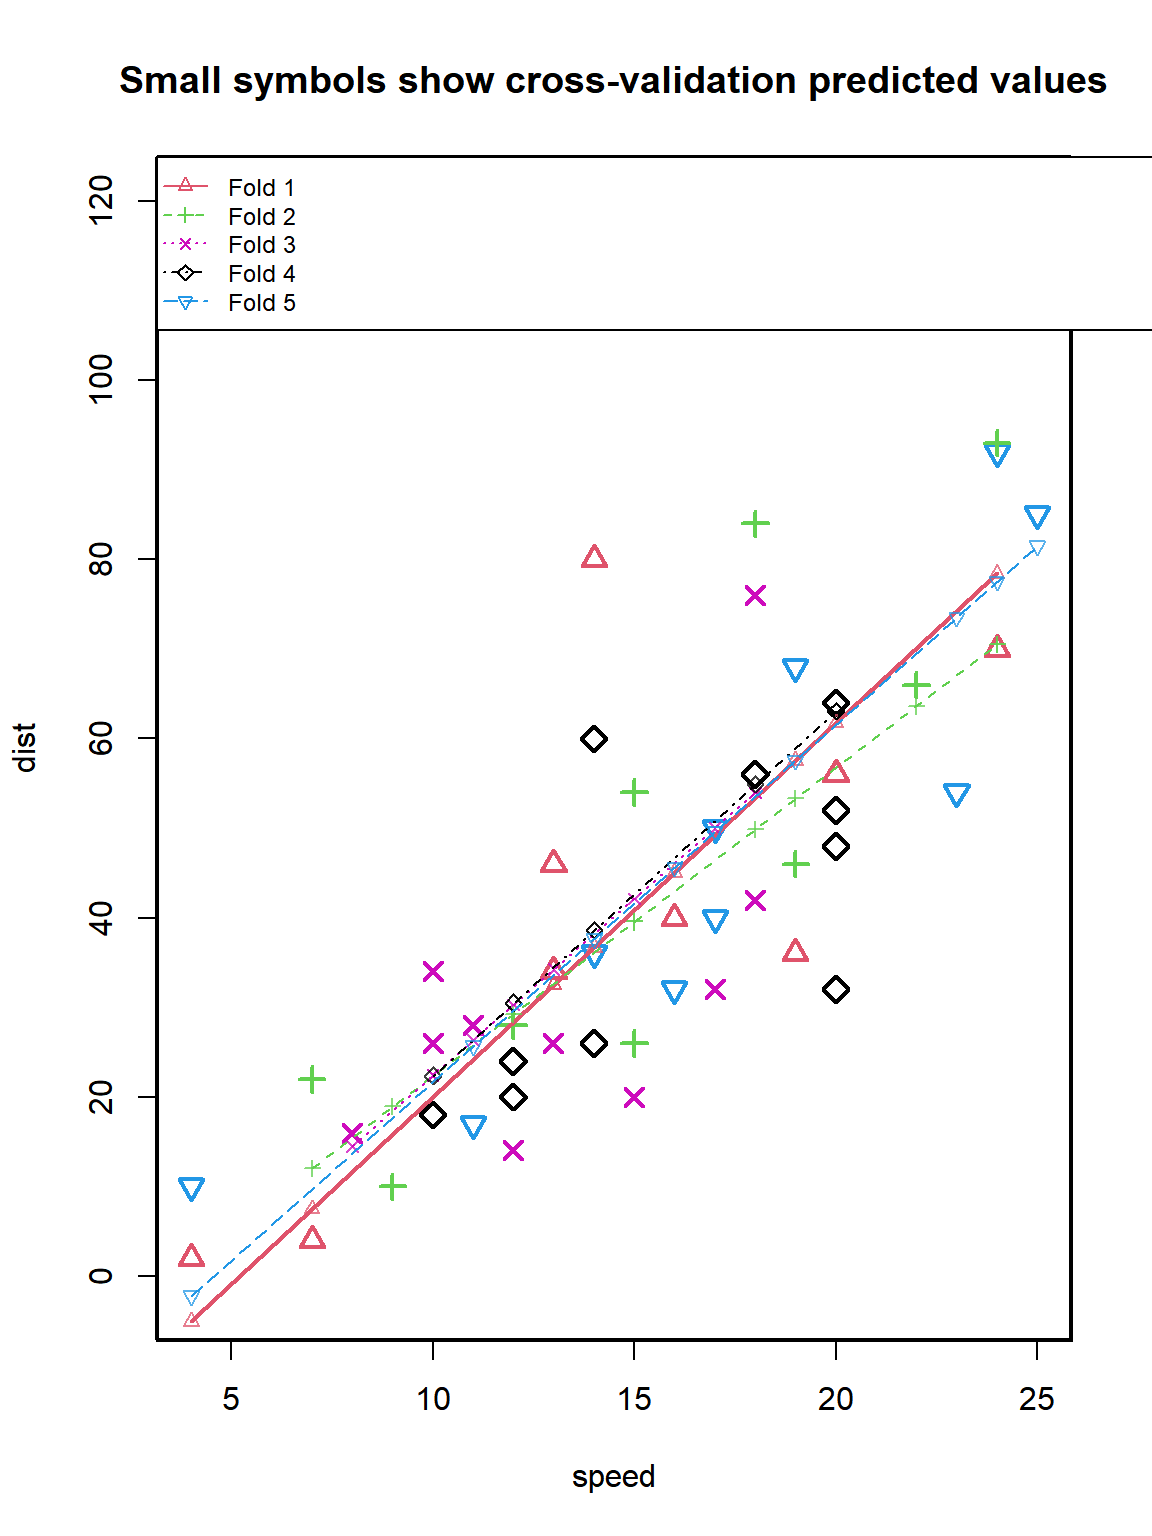 Small symbols show cross-validation predicted values
120
100
80
60
40
20
0
dist
Fold 1
Fold 2
Fold 3
Fold 4
Fold 5
5 10 15 20 25
speed